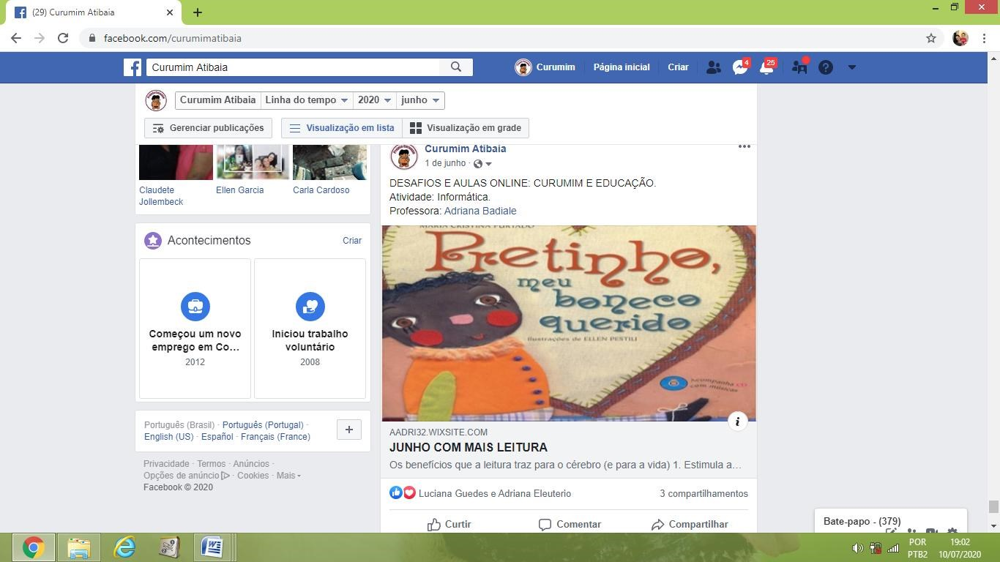 (29) Curumim Atibaia
facebook.com/curumimatibaia
Curumim Atibaia
Curumim
Página inicial
Criar
4
25
Curumim Atibaia
Linha do tempo
2020
junho
Gerenciar publicações
Visualização em lista
Visualização em grade
Claudete Jollembeck
Ellen Garcia
Carla Cardoso
Acontecimentos
Criar
Começou um novo
emprego em Co…
2012
Iniciou trabalho
voluntário
2008
Português (Brasil) · Português (Portugal) ·
English (US) · Español · Français (France)
Privacidade · Termos · Anúncios ·
Opções de anúncio · Cookies · Mais
Facebook © 2020
Curumim Atibaia
1 de junho ·
DESAFIOS E AULAS ONLINE: CURUMIM E EDUCAÇÃO.
Atividade: Informática.
Professora: Adriana Badiale
MARIA CRISTINA FURTADO
Pretinho,
meu
boneco
querido
Ilustrações de ELLEN PESTILI
Acompanha CD
com músicas
AADRI32.WIXSITE.COM
JUNHO COM MAIS LEITURA
Os benefícios que a leitura traz para o cérebro (e para a vida) 1. Estimula a…
Luciana Guedes e Adriana Eleuterio
3 compartilhamentos
Curtir
Comentar
Compartilhar
Bate-papo - (379)
POR
PTB2
19:02
10/07/2020